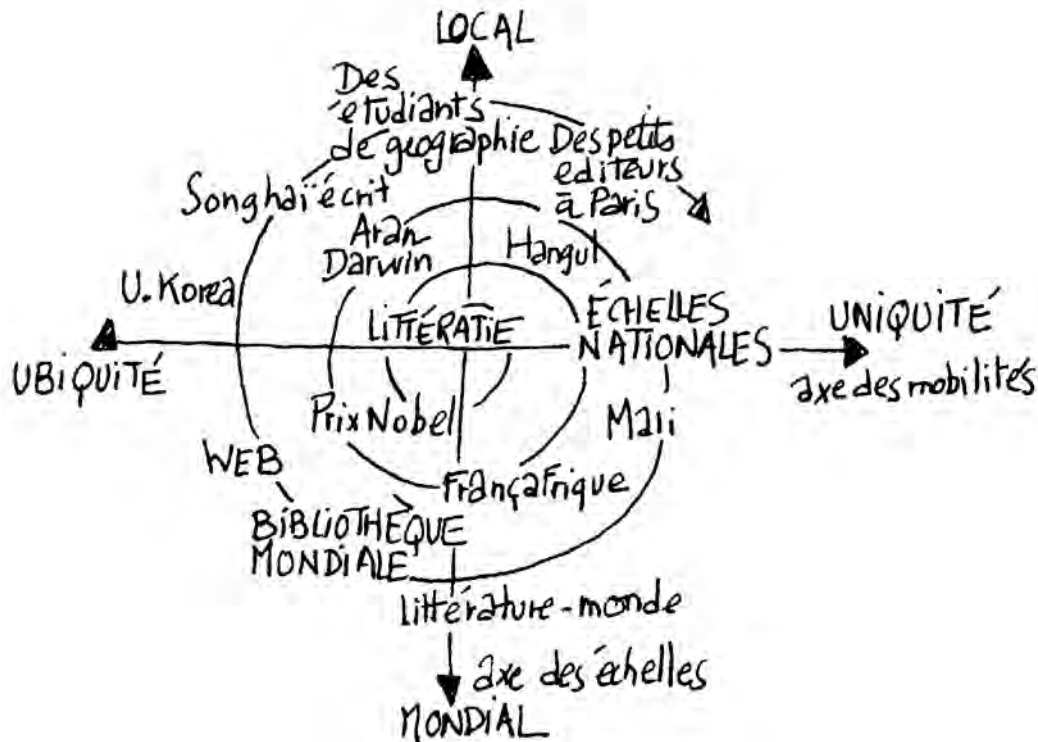 LOCAL
Des
étudiants
de géographie
Des petits
editeurs
à Paris
Songhaï écrit
Aran
Darwin
Hangul
U. Korea
LITTÉRATIE
ÉCHELLES
NATIONALES
UNIQUITÉ
axe des mobilités
UBIQUITÉ
Prix Nobel
Mali
WEB
Françafrique
BIBLIOTHÈQUE
MONDIALE
littérature-monde
axe des échelles
MONDIAL